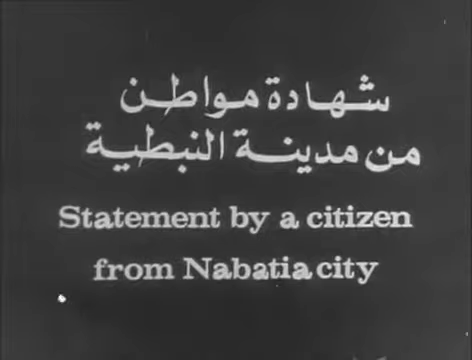 شهادة مواطن
من مدينة النبطية
Statement by a citizen
from Nabatia city